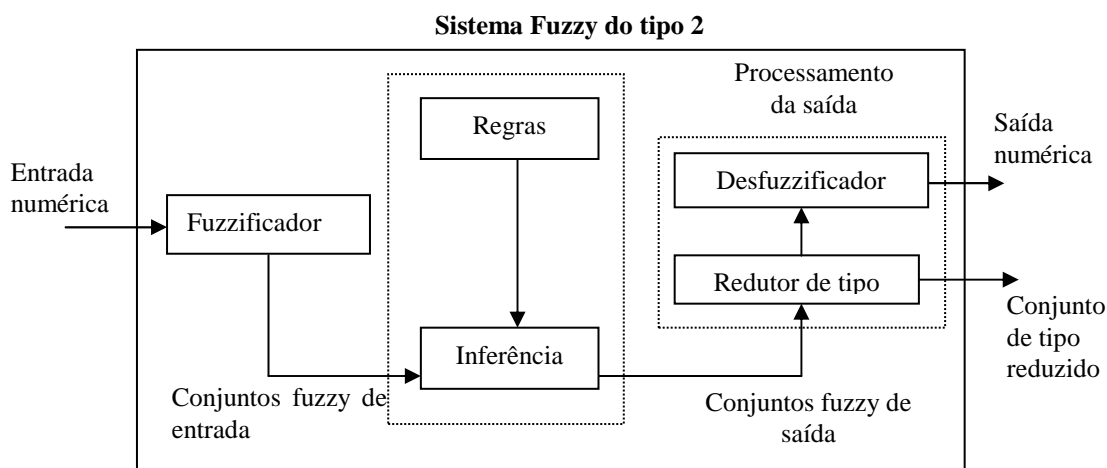 Sistema Fuzzy do tipo 2
Processamento
da saída
Regras
Saída
numérica
Entrada
numérica
Desfuzzificador
Fuzzificador
Redutor de tipo
Conjunto
de tipo
reduzido
Inferência
Conjuntos fuzzy de
entrada
Conjuntos fuzzy de
saída